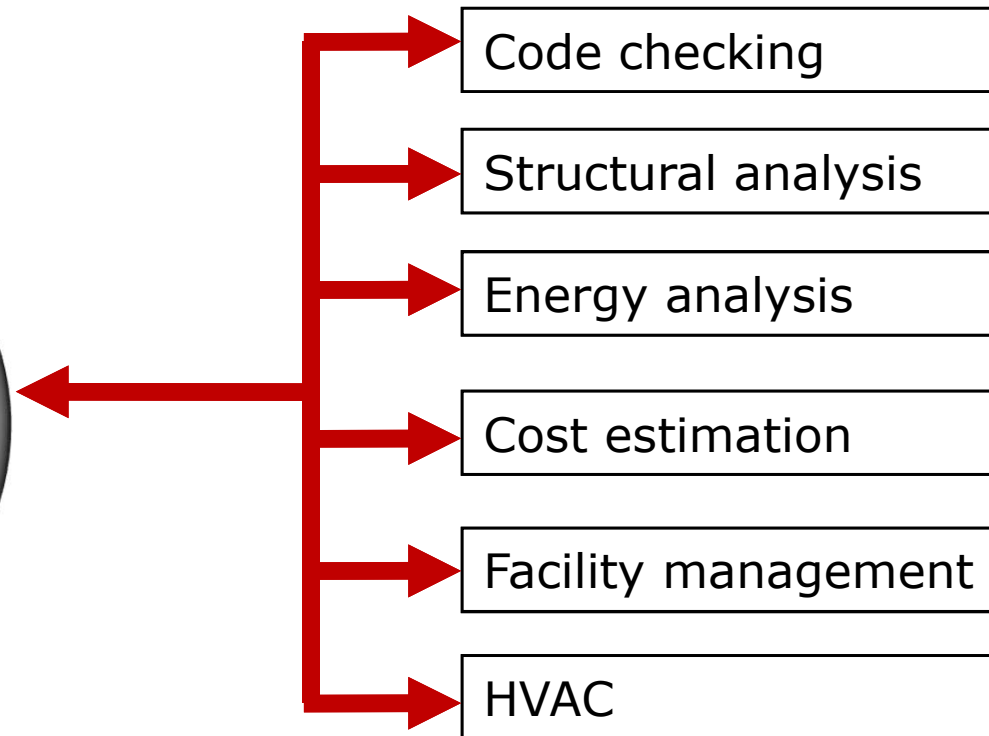 Code checking
Structural analysis
Energy analysis
Cost estimation
Facility management
HVAC